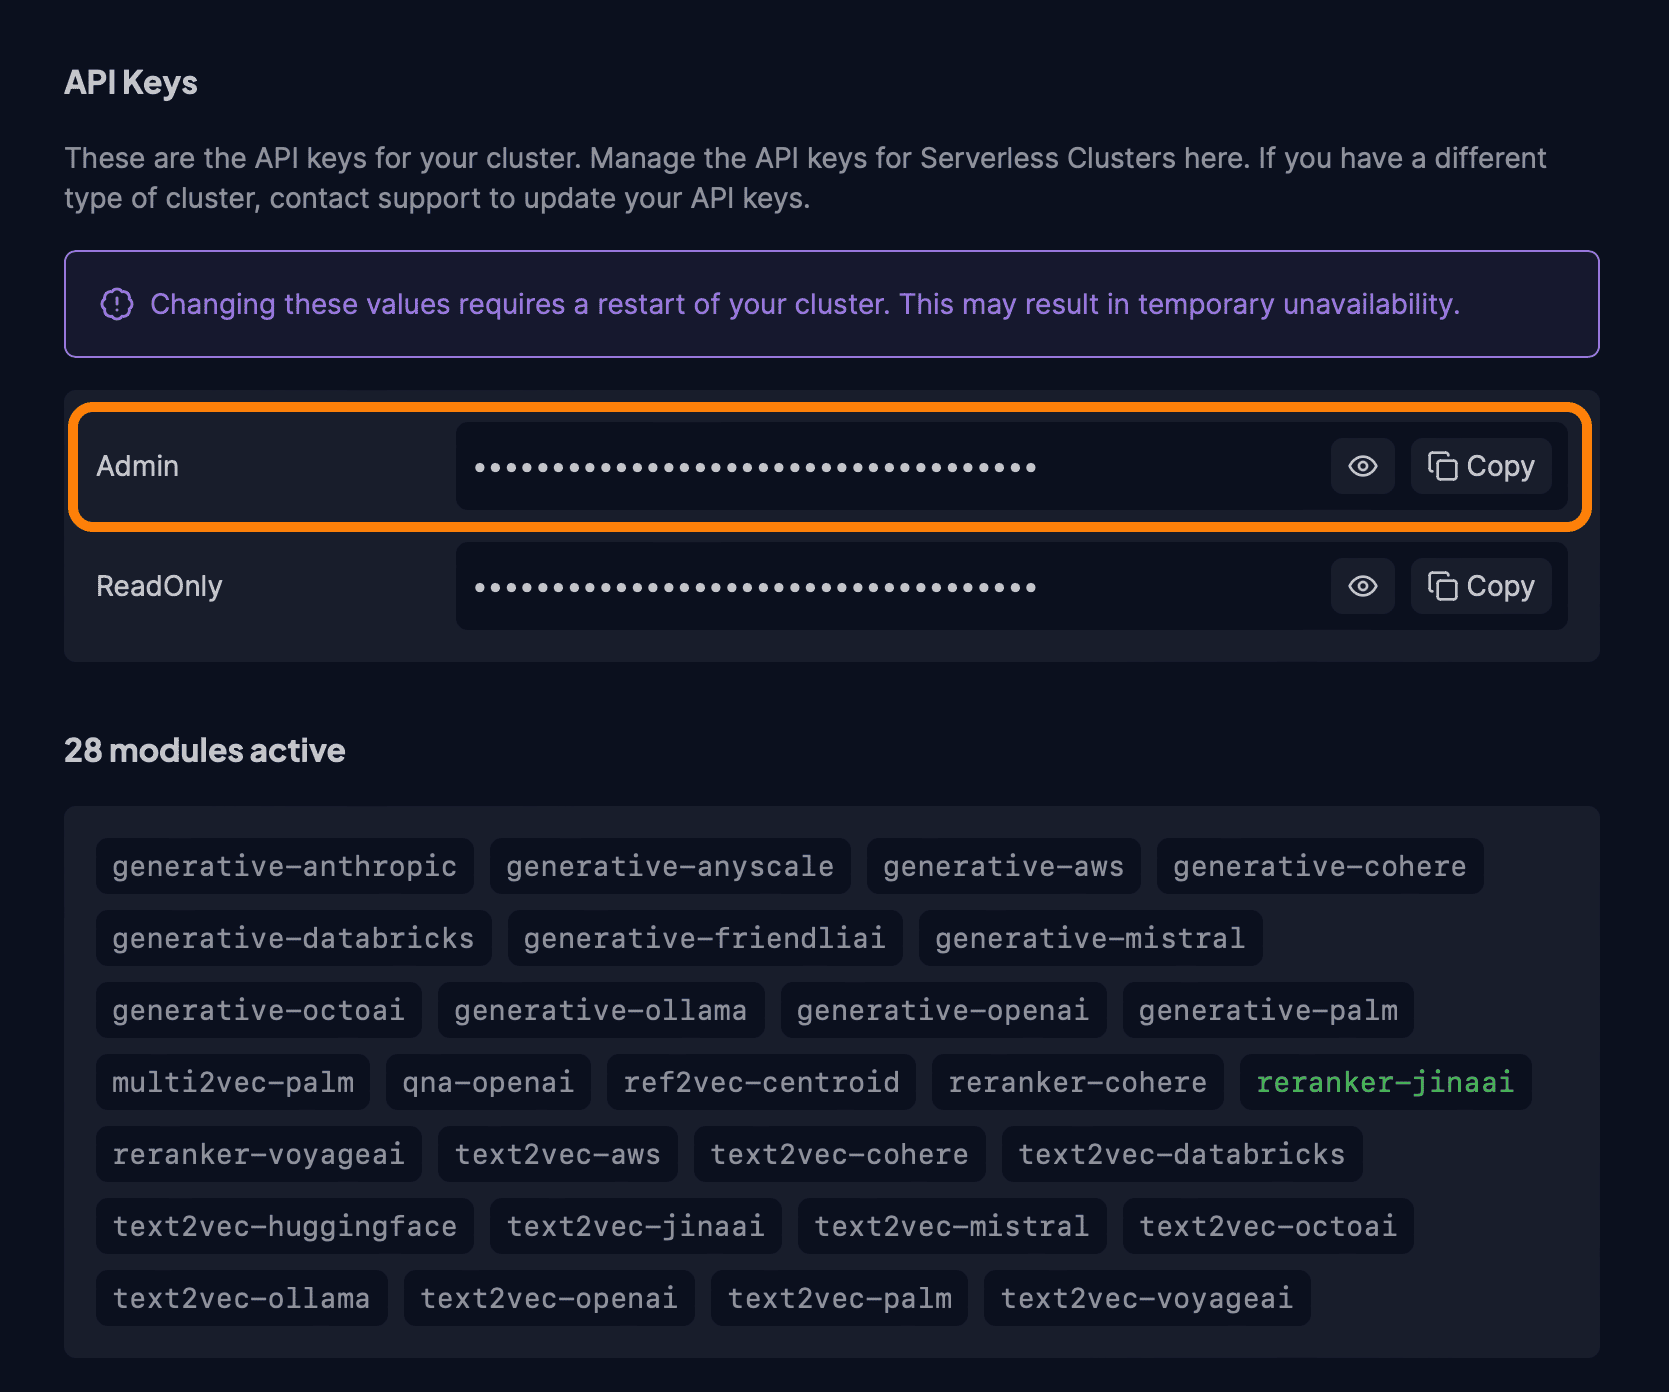 API Keys
These are the API keys for your cluster. Manage the API keys for Serverless Clusters here. If you have a different
type of cluster, contact support to update your API keys.
Changing these values requires a restart of your cluster. This may result in temporary unavailability.
Admin •••••••••••••••••••••••••••••••••••• Copy
ReadOnly •••••••••••••••••••••••••••••••••••• Copy
28 modules active
generative-anthropic generative-anyscale generative-aws generative-cohere
generative-databricks generative-friendliai generative-mistral
generative-octoai generative-ollama generative-openai generative-palm
multi2vec-palm qna-openai ref2vec-centroid reranker-cohere reranker-jinaai
reranker-voyageai text2vec-aws text2vec-cohere text2vec-databricks
text2vec-huggingface text2vec-jinaai text2vec-mistral text2vec-octoai
text2vec-ollama text2vec-openai text2vec-palm text2vec-voyageai